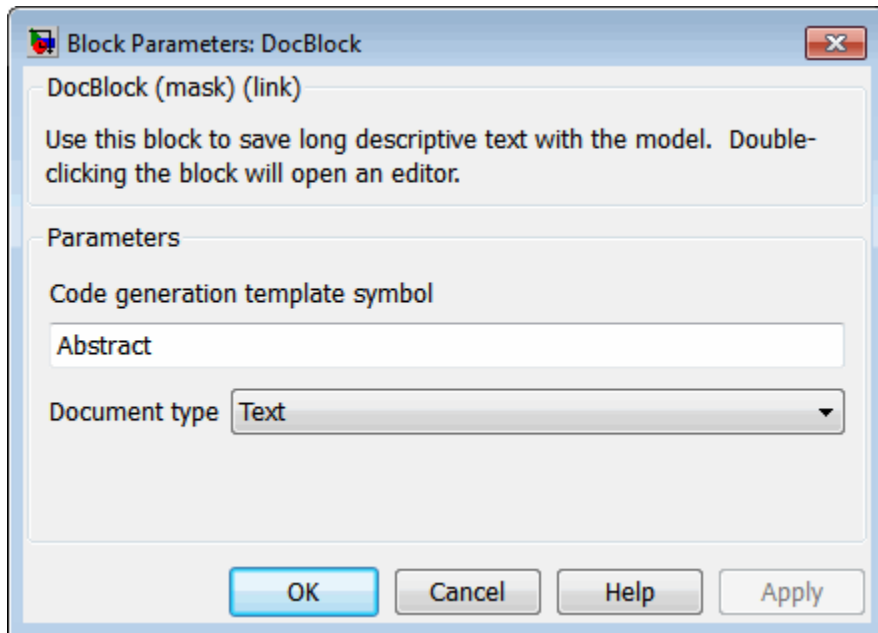 Block Parameters: DocBlock
DocBlock (mask) (link)
Use this block to save long descriptive text with the model.  Double-
clicking the block will open an editor.
Parameters
Code generation template symbol
Abstract
Document type Text
OK Cancel Help Apply